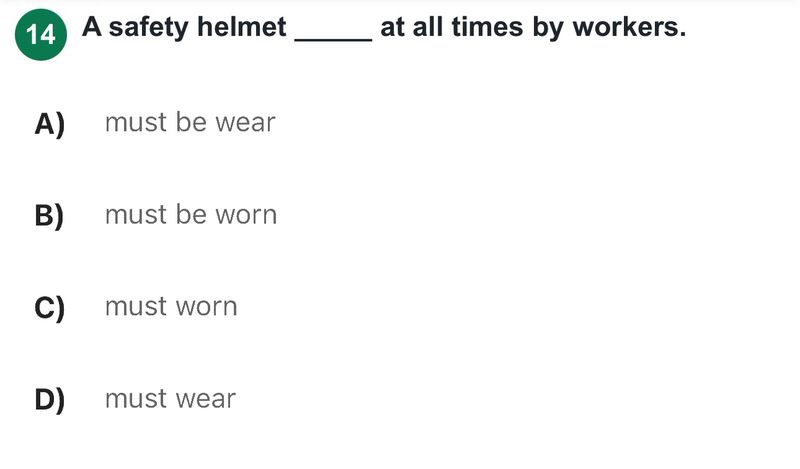 14 A safety helmet _____ at all times by workers.
A) must be wear
B) must be worn
C) must worn
D) must wear